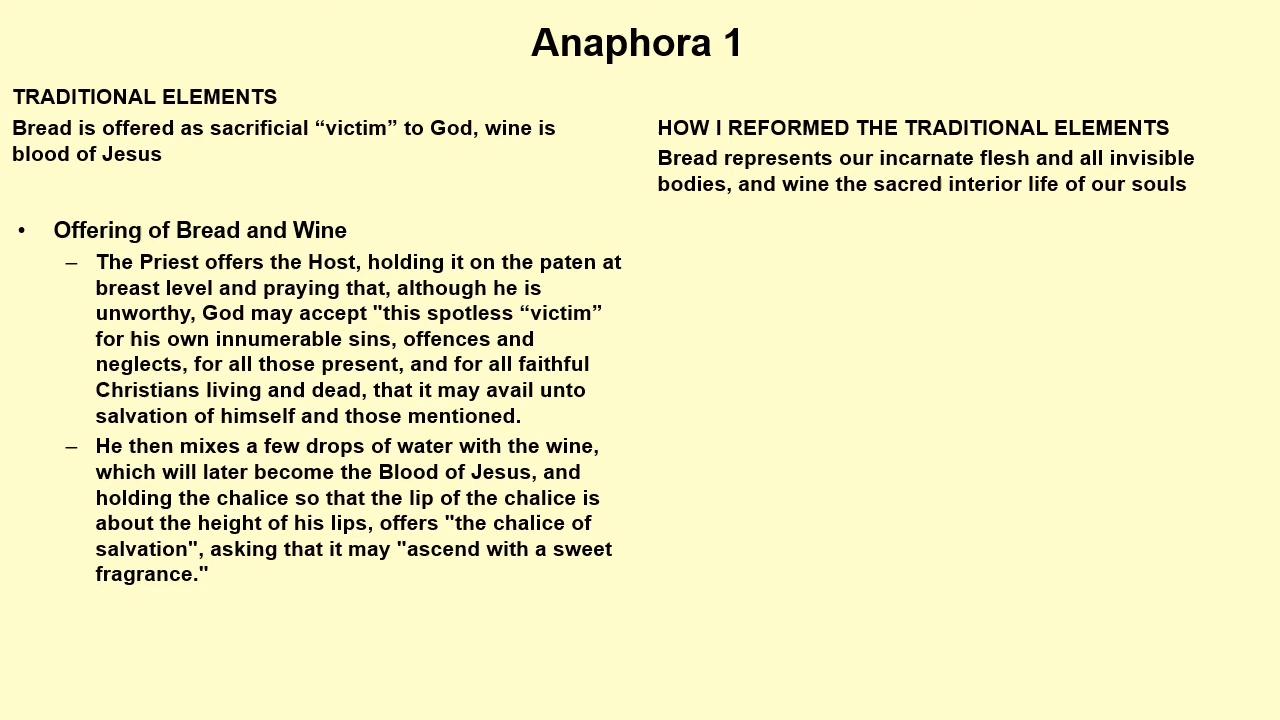 Anaphora 1
TRADITIONAL ELEMENTS
Bread is offered as sacrificial “victim” to God, wine is
blood of Jesus
• Offering of Bread and Wine
– The Priest offers the Host, holding it on the paten at
breast level and praying that, although he is
unworthy, God may accept "this spotless “victim”
for his own innumerable sins, offences and
neglects, for all those present, and for all faithful
Christians living and dead, that it may avail unto
salvation of himself and those mentioned.
– He then mixes a few drops of water with the wine,
which will later become the Blood of Jesus, and
holding the chalice so that the lip of the chalice is
about the height of his lips, offers "the chalice of
salvation", asking that it may "ascend with a sweet
fragrance."
HOW I REFORMED THE TRADITIONAL ELEMENTS
Bread represents our incarnate flesh and all invisible
bodies, and wine the sacred interior life of our souls